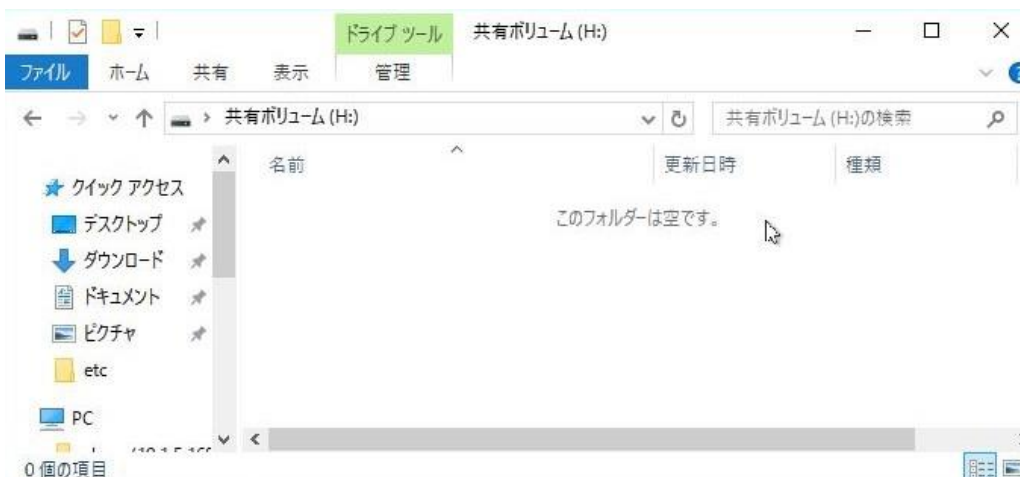 ドライブ ツール 共有ボリューム (H:)
ファイル ホーム 共有 表示 管理
共有ボリューム (H:) 共有ボリューム (H:)の検索
名前 更新日時 種類
クイック アクセス
このフォルダーは空です。
デスクトップ
ダウンロード
ドキュメント
ピクチャ
etc
PC
0 個の項目